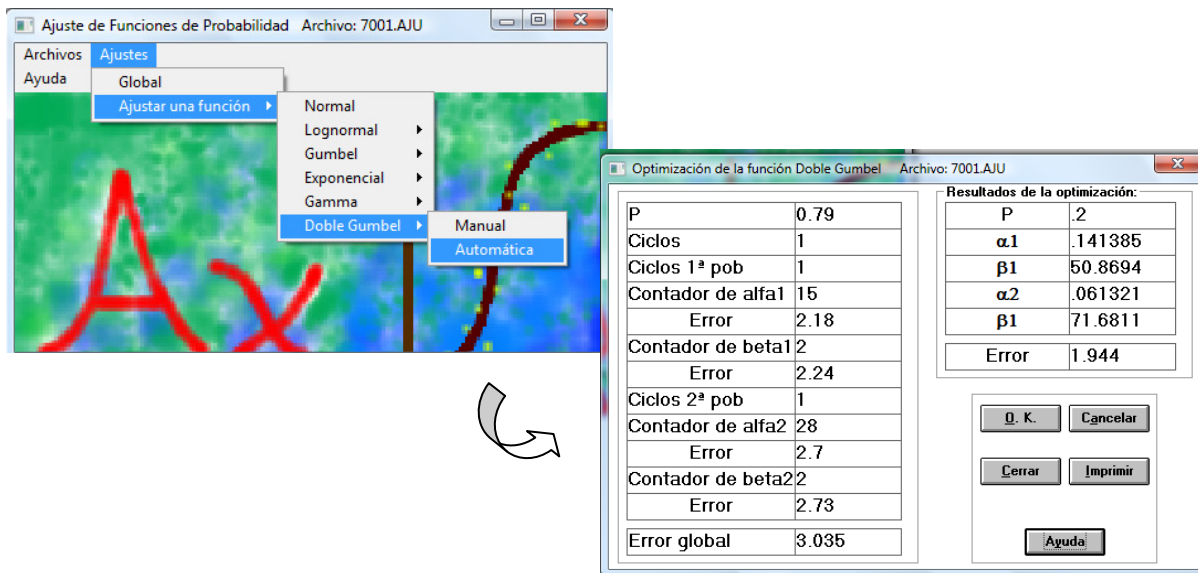 Ajuste de Funciones de Probabilidad Archivo: 7001.AJU
Archivos Ajustes
Ayuda
Global
Ajustar una función
Normal
Lognormal
Gumbel
Exponencial
Gamma
Doble Gumbel
Manual
Automática
Ax
Optimización de la función Doble Gumbel Archivo: 7001.AJU
P 0.79
Ciclos 1
Ciclos 1ª pob 1
Contador de alfa1 15
Error 2.18
Contador de beta1 2
Error 2.24
Ciclos 2ª pob 1
Contador de alfa2 28
Error 2.7
Contador de beta2 2
Error 2.73
Error global 3.035
Resultados de la optimización:
P .2
α1 .141385
β1 50.8694
α2 .061321
β1 71.6811
Error 1.944
O. K. Cancelar
Cerrar Imprimir
Ayuda